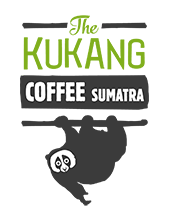 The
KUKANG
COFFEE SUMATRA